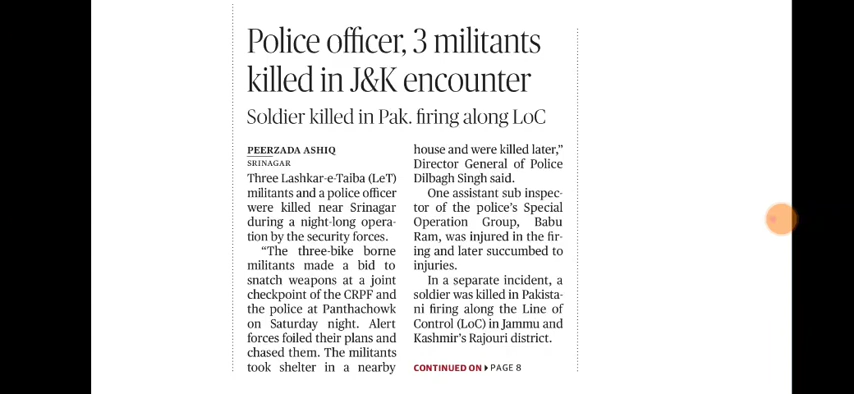 Police officer, 3 militants
killed in J&K encounter
Soldier killed in Pak. firing along LoC
PEERZADA ASHIQ
SRINAGAR
Three Lashkar-e-Taiba (LeT)
militants and a police officer
were killed near Srinagar
during a night-long opera-
tion by the security forces.
“The three-bike borne
militants made a bid to
snatch weapons at a joint
checkpoint of the CRPF and
the police at Panthachowk
on Saturday night. Alert
forces foiled their plans and
chased them. The militants
took shelter in a nearby
house and were killed later,”
Director General of Police
Dilbagh Singh said.
One assistant sub inspec-
tor of the police’s Special
Operation Group, Babu
Ram, was injured in the fir-
ing and later succumbed to
injuries.
In a separate incident, a
soldier was killed in Pakista-
ni firing along the Line of
Control (LoC) in Jammu and
Kashmir’s Rajouri district.
CONTINUED ON PAGE 8